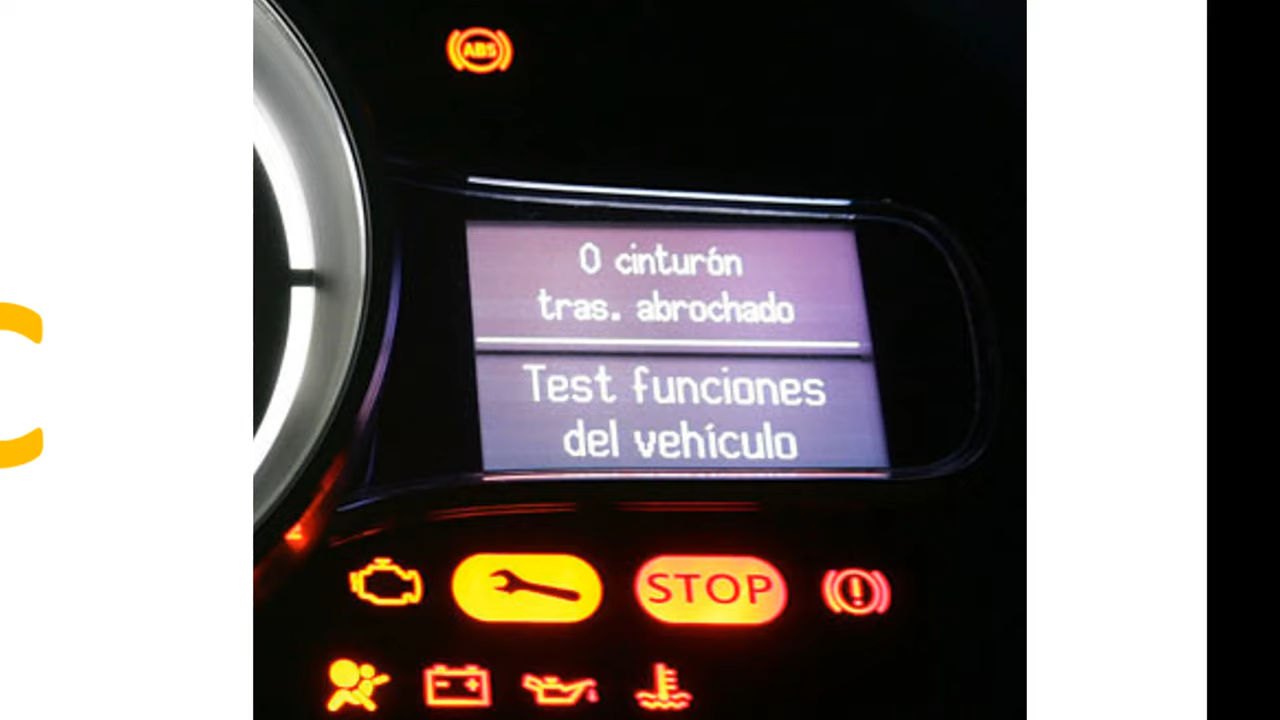 ABS
0 cinturón
tras. abrochado
Test funciones
del vehículo
STOP